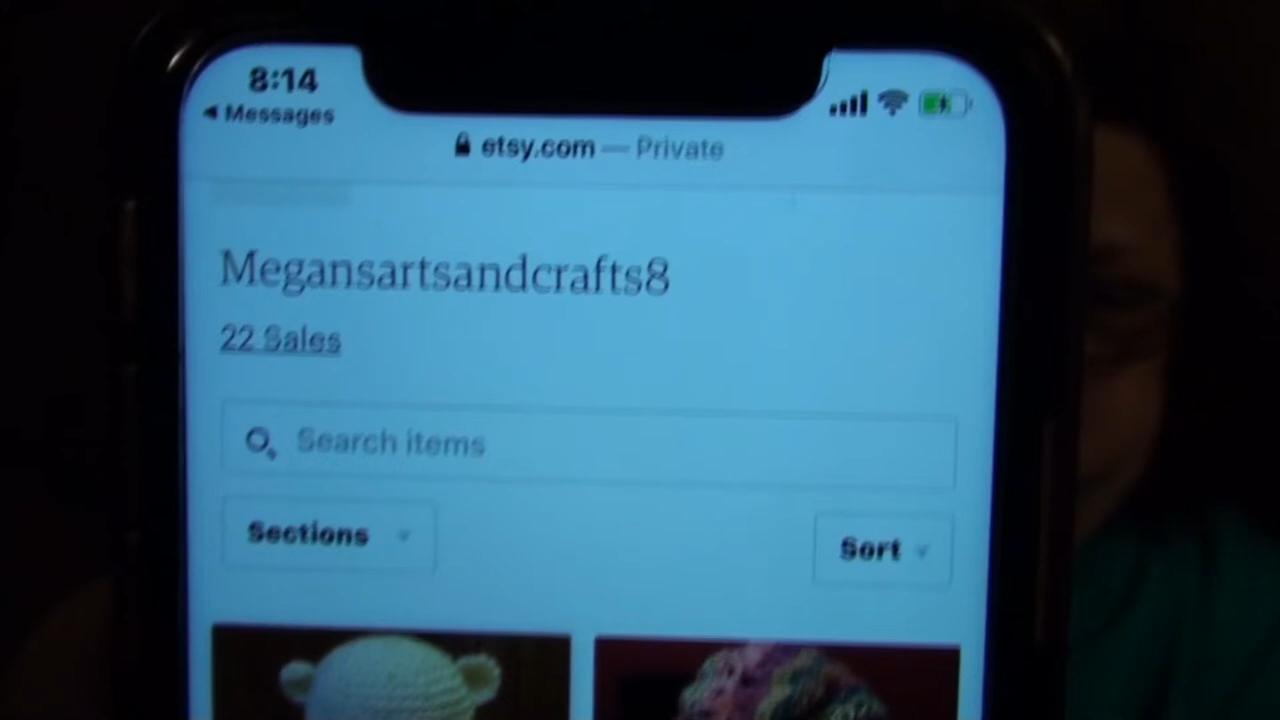 8:14
◀ Messages
etsy.com — Private
Megansartsandcrafts8
22 Sales
Search items
Sections
Sort